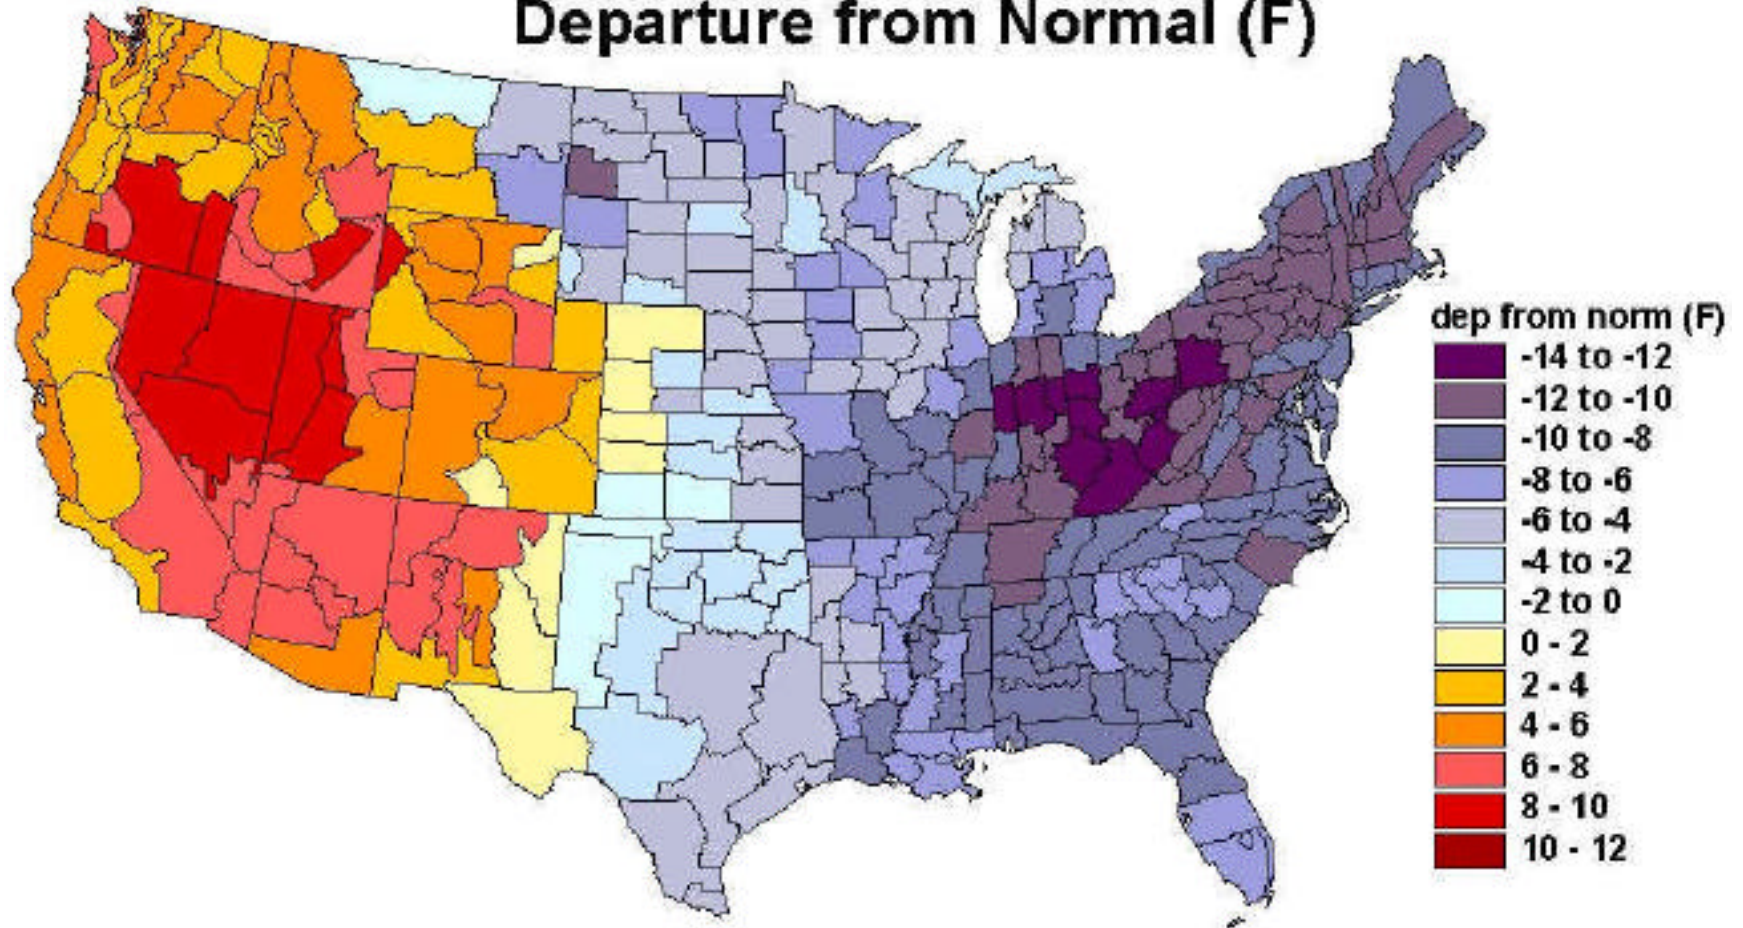 Departure from Normal (F)
dep from norm (F)
-14 to -12
-12 to -10
-10 to -8
-8 to -6
-6 to -4
-4 to -2
-2 to 0
0 - 2
2 - 4
4 - 6
6 - 8
8 - 10
10 - 12